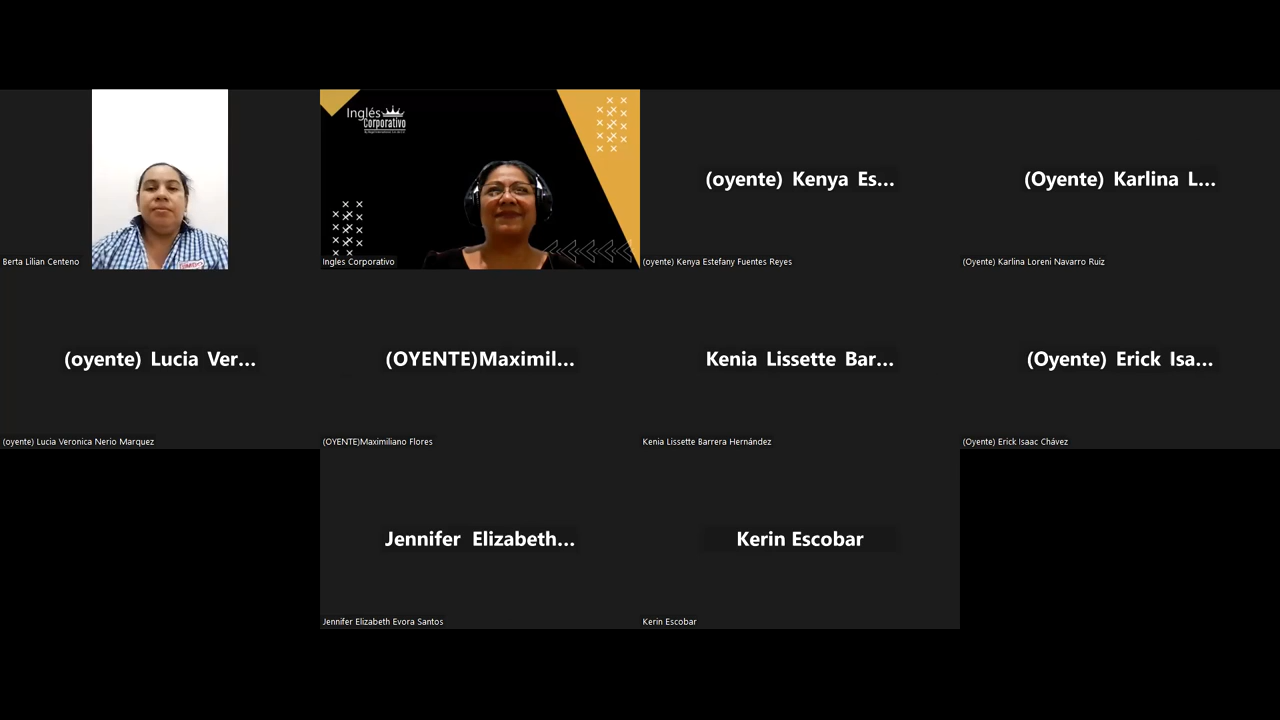 Inglés
Corporativo
(oyente) Kenya Es...
(Oyente) Karlina L...
Berta Lilian Centeno
Ingles Corporativo
(oyente) Kenya Estefany Fuentes Reyes
(Oyente) Karlina Loreni Navarro Ruiz
(oyente) Lucia Ver...
(OYENTE)Maximil...
Kenia Lissette Bar...
(Oyente) Erick Isa...
(oyente) Lucia Veronica Nerio Marquez
(OYENTE)Maximiliano Flores
Kenia Lissette Barrera Hernández
(Oyente) Erick Isaac Chávez
Jennifer Elizabeth...
Kerin Escobar
Jennifer Elizabeth Evora Santos
Kerin Escobar